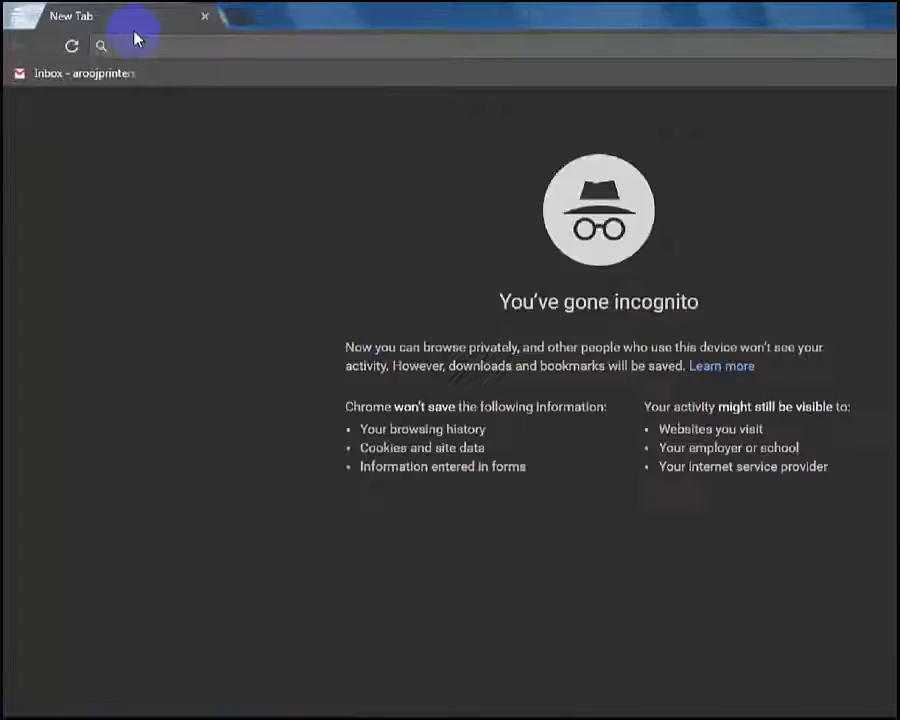 New Tab
Inbox - aroojprinters
You've gone incognito
Now you can browse privately, and other people who use this device won't see your
activity. However, downloads and bookmarks will be saved. Learn more
Chrome won't save the following information:
• Your browsing history
• Cookies and site data
• Information entered in forms
Your activity might still be visible to:
• Websites you visit
• Your employer or school
• Your internet service provider